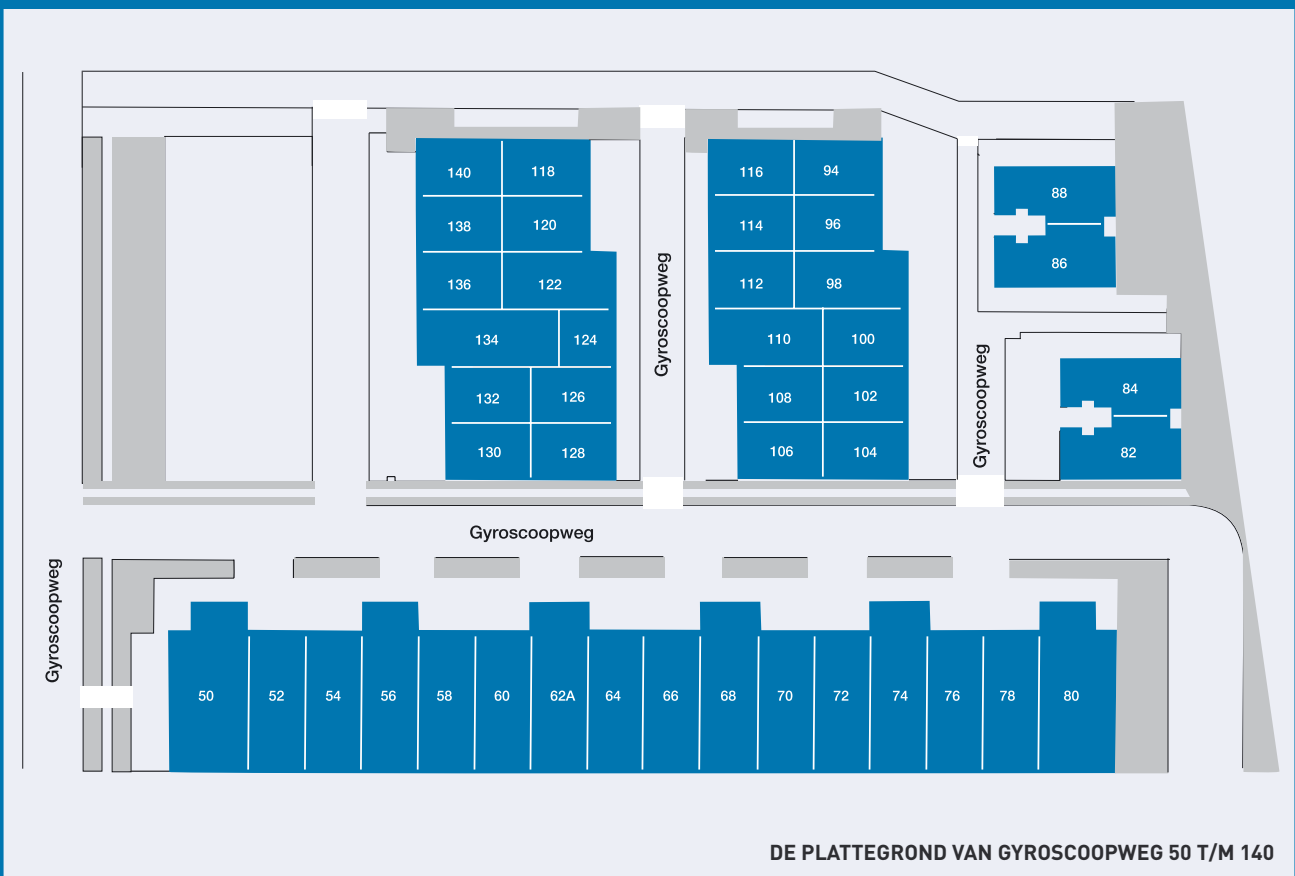 140 118 116 94
88
138 120 114 96
86
136 122 112 98
Gyroscoopweg
134 124 110 100
84
Gyroscoopweg
132 126 108 102
130 128 106 104
82
Gyroscoopweg
Gyroscoopweg
50 52 54 56 58 60 62A 64 66 68 70 72 74 76 78 80
DE PLATTEGROND VAN GYROSCOOPWEG 50 T/M 140